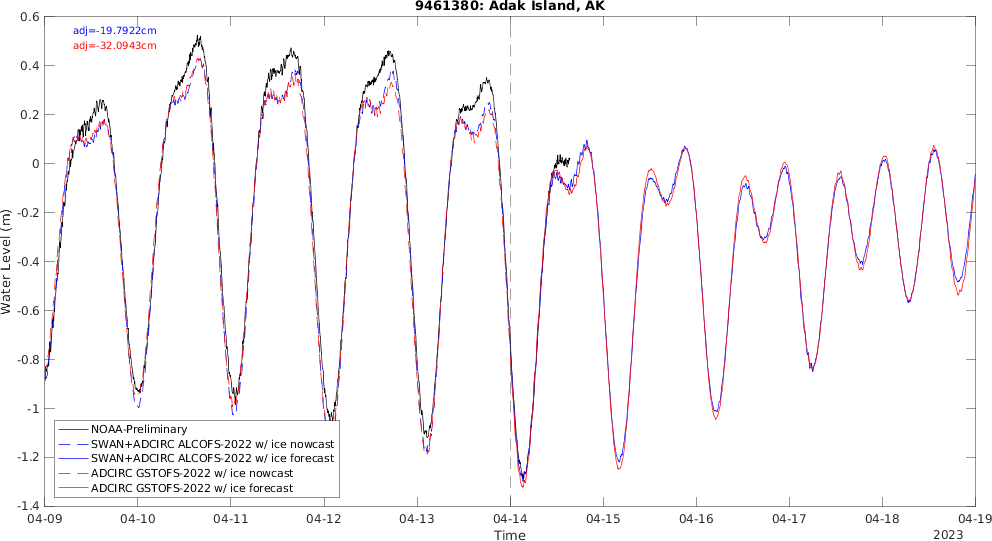 9461380: Adak Island, AK
adj=-19.7922cm
adj=-32.0943cm
0.6
0.4
0.2
0
-0.2
-0.4
-0.6
-0.8
-1
-1.2
-1.4
Water Level (m)
NOAA-Preliminary
SWAN+ADCIRC ALCOFS-2022 w/ ice nowcast
SWAN+ADCIRC ALCOFS-2022 w/ ice forecast
ADCIRC GSTOFS-2022 w/ ice nowcast
ADCIRC GSTOFS-2022 w/ ice forecast
04-09 04-10 04-11 04-12 04-13 04-14 04-15 04-16 04-17 04-18 04-19
Time
2023